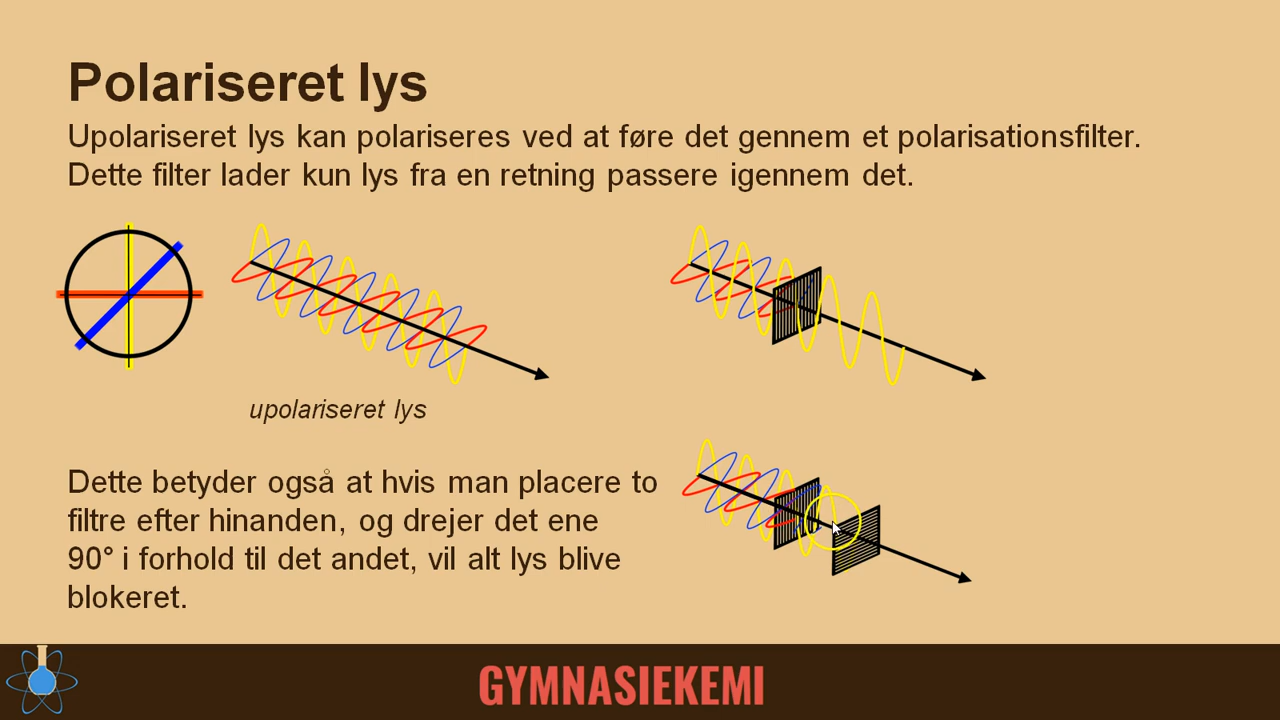 Polariseret lys
Upolariseret lys kan polariseres ved at føre det gennem et polarisationsfilter.
Dette filter lader kun lys fra en retning passere igennem det.
upolariseret lys
Dette betyder også at hvis man placere to
filtre efter hinanden, og drejer det ene
90° i forhold til det andet, vil alt lys blive
blokeret.
GYMNASIEKEMI